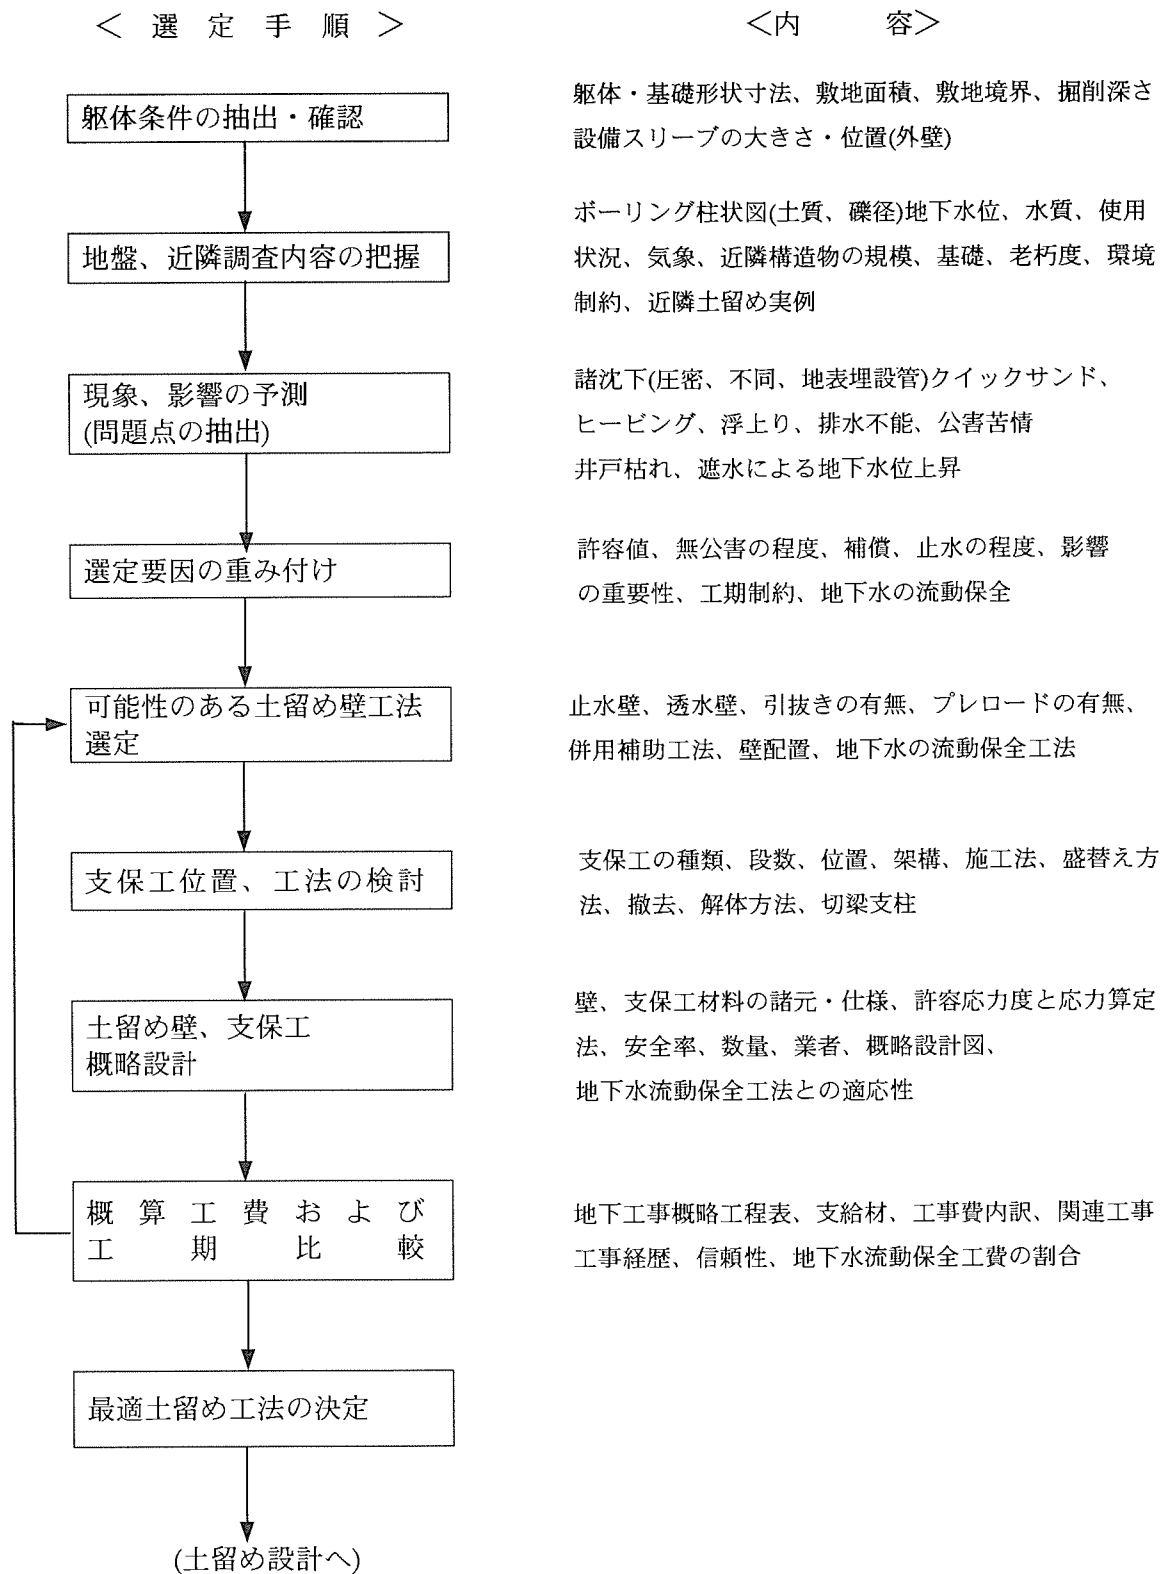 ＜ 選 定 手 順 ＞
＜内　　容＞
躯体条件の抽出・確認
躯体・基礎形状寸法、敷地面積、敷地境界、掘削深さ
設備スリーブの大きさ・位置(外壁)
地盤、近隣調査内容の把握
ボーリング柱状図(土質、礫径)地下水位、水質、使用
状況、気象、近隣構造物の規模、基礎、老朽度、環境
制約、近隣土留め実例
現象、影響の予測
(問題点の抽出)
諸沈下(圧密、不同、地表埋設管)クイックサンド、
ヒービング、浮上り、排水不能、公害苦情
井戸枯れ、遮水による地下水位上昇
選定要因の重み付け
許容値、無公害の程度、補償、止水の程度、影響
の重要性、工期制約、地下水の流動保全
可能性のある土留め壁工法
選定
止水壁、透水壁、引抜きの有無、プレロードの有無、
併用補助工法、壁配置、地下水の流動保全工法
支保工位置、工法の検討
支保工の種類、段数、位置、架構、施工法、盛替え方
法、撤去、解体方法、切梁支柱
土留め壁、支保工
概略設計
壁、支保工材料の諸元・仕様、許容応力度と応力算定
法、安全率、数量、業者、概略設計図、
地下水流動保全工法との適応性
概 算 工 費 お よ び
工 期 比 較
地下工事概略工程表、支給材、工事費内訳、関連工事
工事経歴、信頼性、地下水流動保全工費の割合
最適土留め工法の決定
(土留め設計へ)